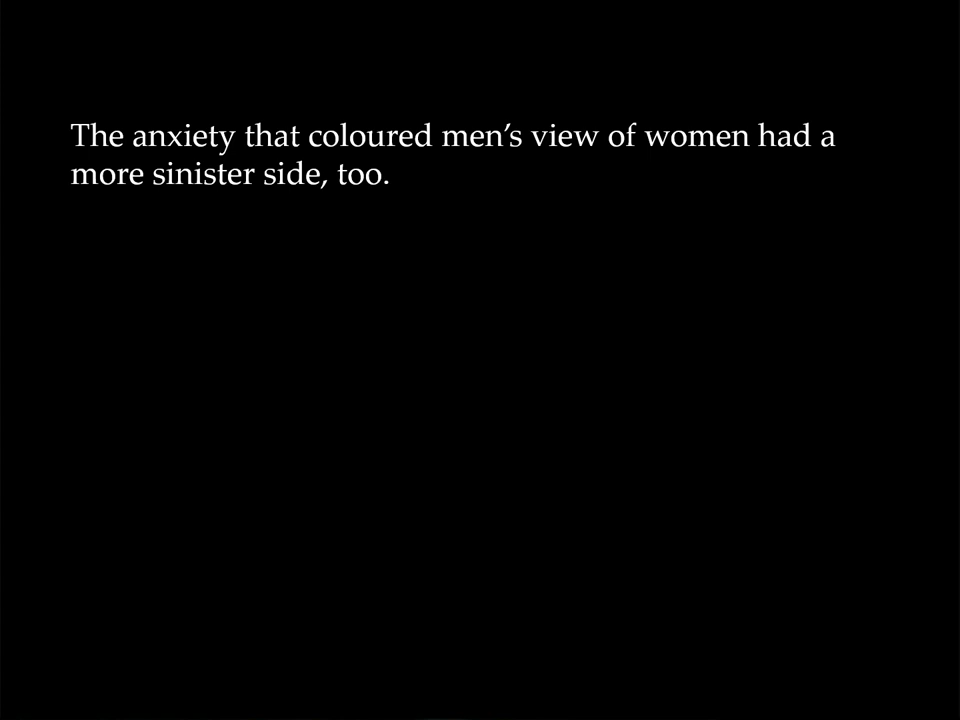 The anxiety that coloured men’s view of women had a
more sinister side, too.